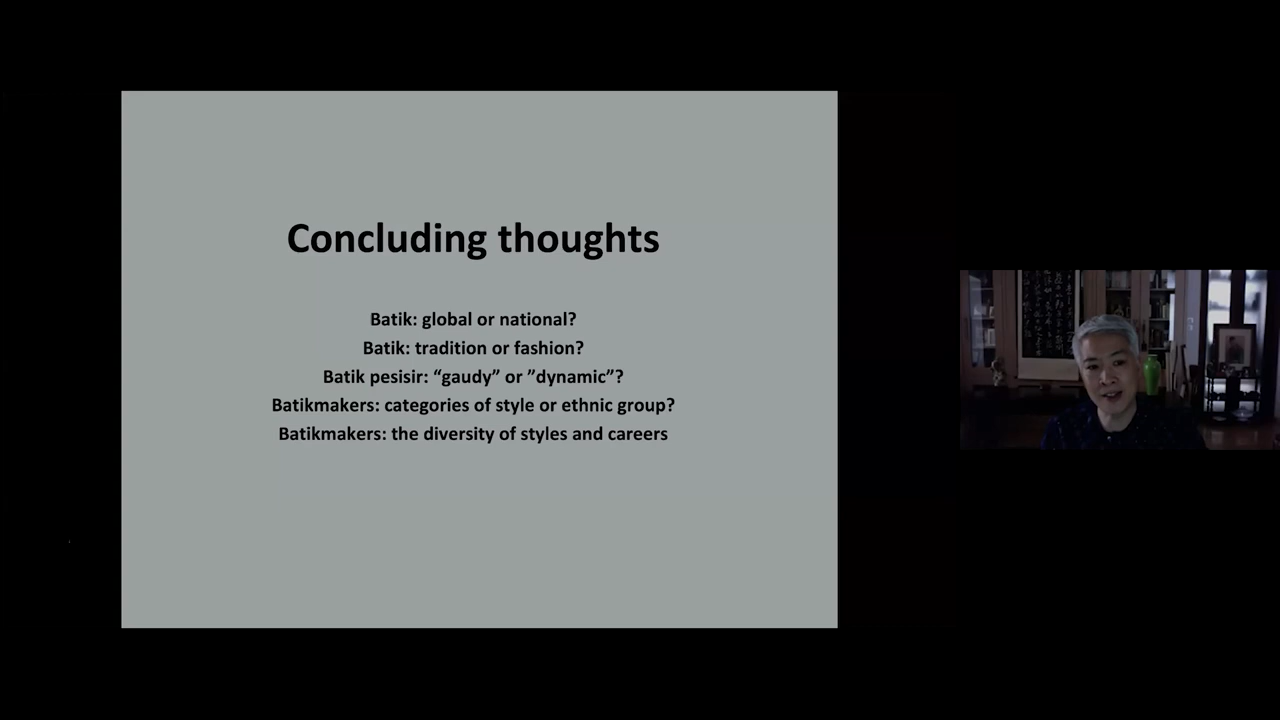 Concluding thoughts
Batik: global or national?
Batik: tradition or fashion?
Batik pesisir: “gaudy” or ”dynamic”?
Batikmakers: categories of style or ethnic group?
Batikmakers: the diversity of styles and careers